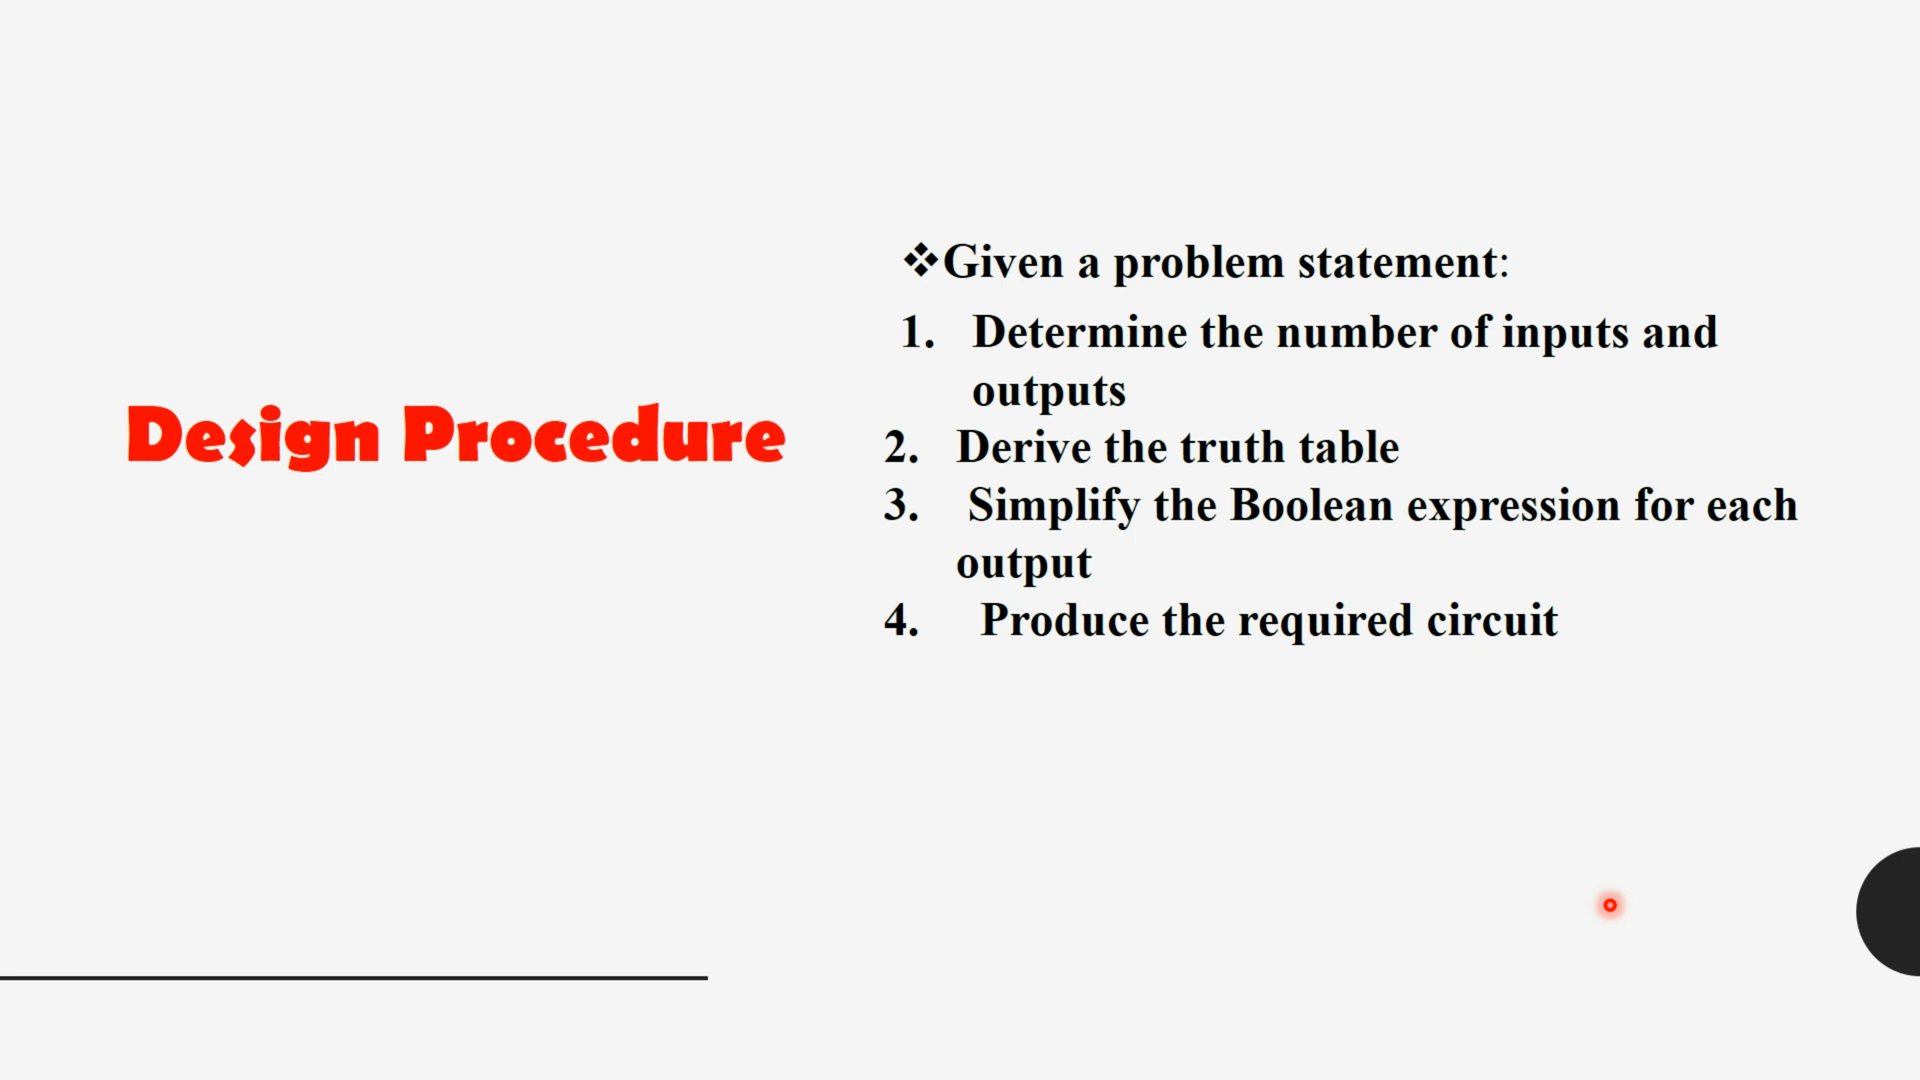 Design Procedure
❖Given a problem statement:
1. Determine the number of inputs and
outputs
2. Derive the truth table
3. Simplify the Boolean expression for each
output
4. Produce the required circuit